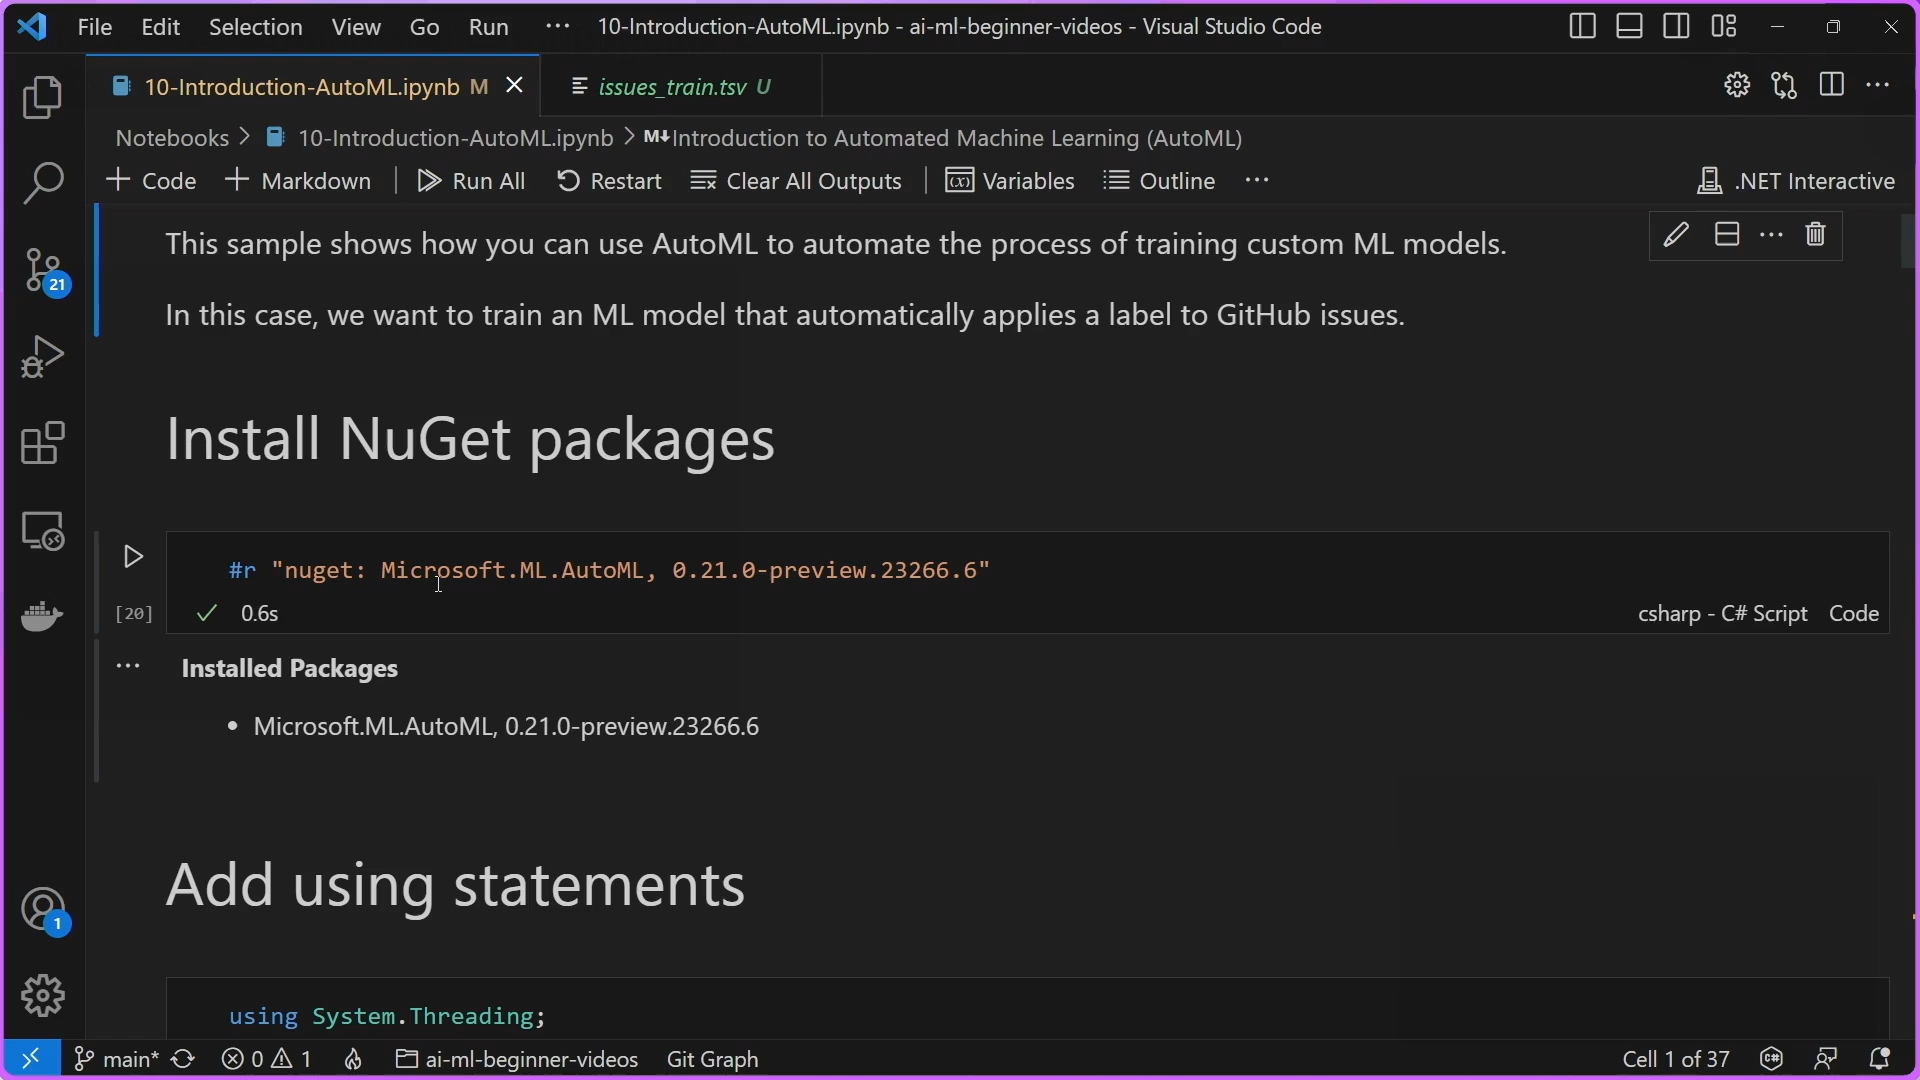 File Edit Selection View Go Run ··· 10-Introduction-AutoML.ipynb - ai-ml-beginner-videos - Visual Studio Code
10-Introduction-AutoML.ipynb M issues_train.tsv U
Notebooks > 10-Introduction-AutoML.ipynb > M↓Introduction to Automated Machine Learning (AutoML)
+ Code + Markdown | Run All Restart Clear All Outputs | Variables Outline ··· .NET Interactive
This sample shows how you can use AutoML to automate the process of training custom ML models.
In this case, we want to train an ML model that automatically applies a label to GitHub issues.
21
Install NuGet packages
#r "nuget: Microsoft.ML.AutoML, 0.21.0-preview.23266.6"
[20] ✓ 0.6s csharp - C# Script Code
··· Installed Packages
• Microsoft.ML.AutoML, 0.21.0-preview.23266.6
Add using statements
1
using System.Threading;
main* 0 1 ai-ml-beginner-videos Git Graph Cell 1 of 37